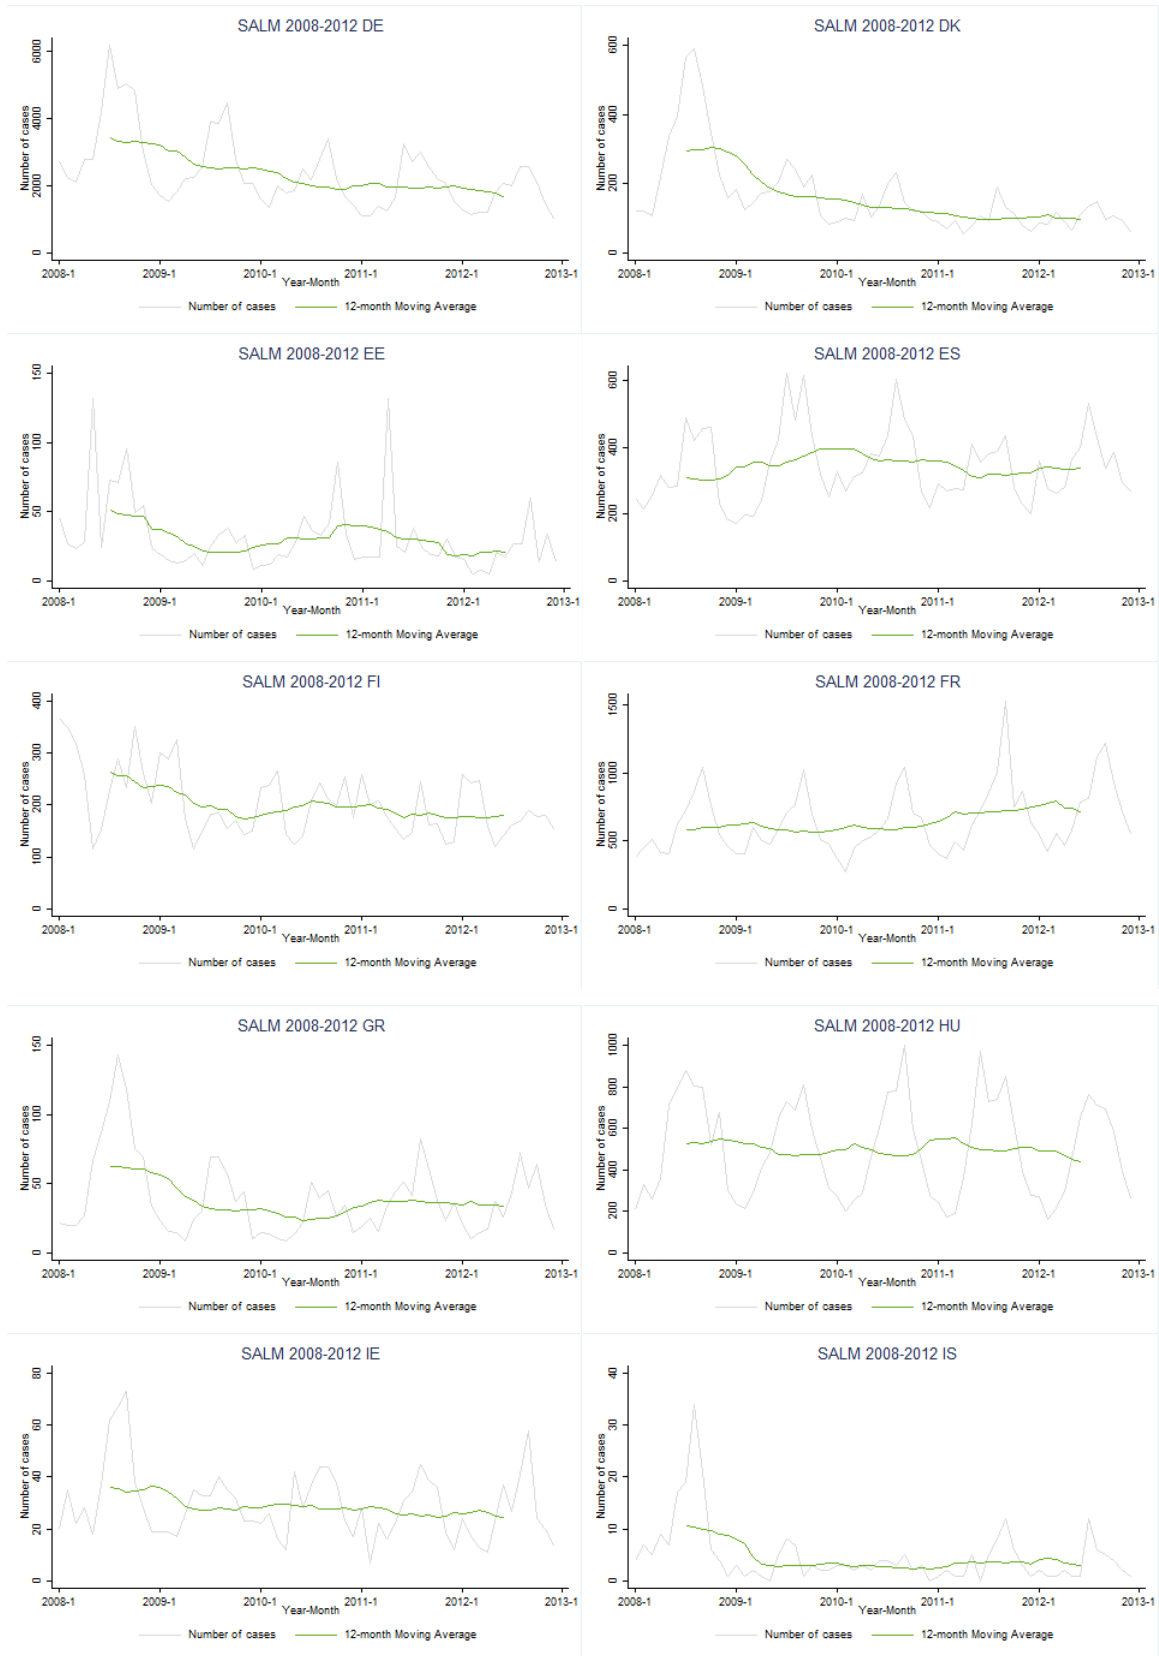 SALM 2008-2012 DE
Number of cases
6000
4000
2000
0
2008-1 2009-1 2010-1 2011-1 2012-1 2013-1
Year-Month
Number of cases 12-month Moving Average
SALM 2008-2012 DK
Number of cases
600
400
200
0
2008-1 2009-1 2010-1 2011-1 2012-1 2013-1
Year-Month
Number of cases 12-month Moving Average
SALM 2008-2012 EE
Number of cases
150
100
50
0
2008-1 2009-1 2010-1 2011-1 2012-1 2013-1
Year-Month
Number of cases 12-month Moving Average
SALM 2008-2012 ES
Number of cases
600
400
200
0
2008-1 2009-1 2010-1 2011-1 2012-1 2013-1
Year-Month
Number of cases 12-month Moving Average
SALM 2008-2012 FI
Number of cases
400
300
200
100
0
2008-1 2009-1 2010-1 2011-1 2012-1 2013-1
Year-Month
Number of cases 12-month Moving Average
SALM 2008-2012 FR
Number of cases
1500
1000
500
0
2008-1 2009-1 2010-1 2011-1 2012-1 2013-1
Year-Month
Number of cases 12-month Moving Average
SALM 2008-2012 GR
Number of cases
150
100
50
0
2008-1 2009-1 2010-1 2011-1 2012-1 2013-1
Year-Month
Number of cases 12-month Moving Average
SALM 2008-2012 HU
Number of cases
1000
800
600
400
200
0
2008-1 2009-1 2010-1 2011-1 2012-1 2013-1
Year-Month
Number of cases 12-month Moving Average
SALM 2008-2012 IE
Number of cases
80
60
40
20
0
2008-1 2009-1 2010-1 2011-1 2012-1 2013-1
Year-Month
Number of cases 12-month Moving Average
SALM 2008-2012 IS
Number of cases
40
30
20
10
0
2008-1 2009-1 2010-1 2011-1 2012-1 2013-1
Year-Month
Number of cases 12-month Moving Average